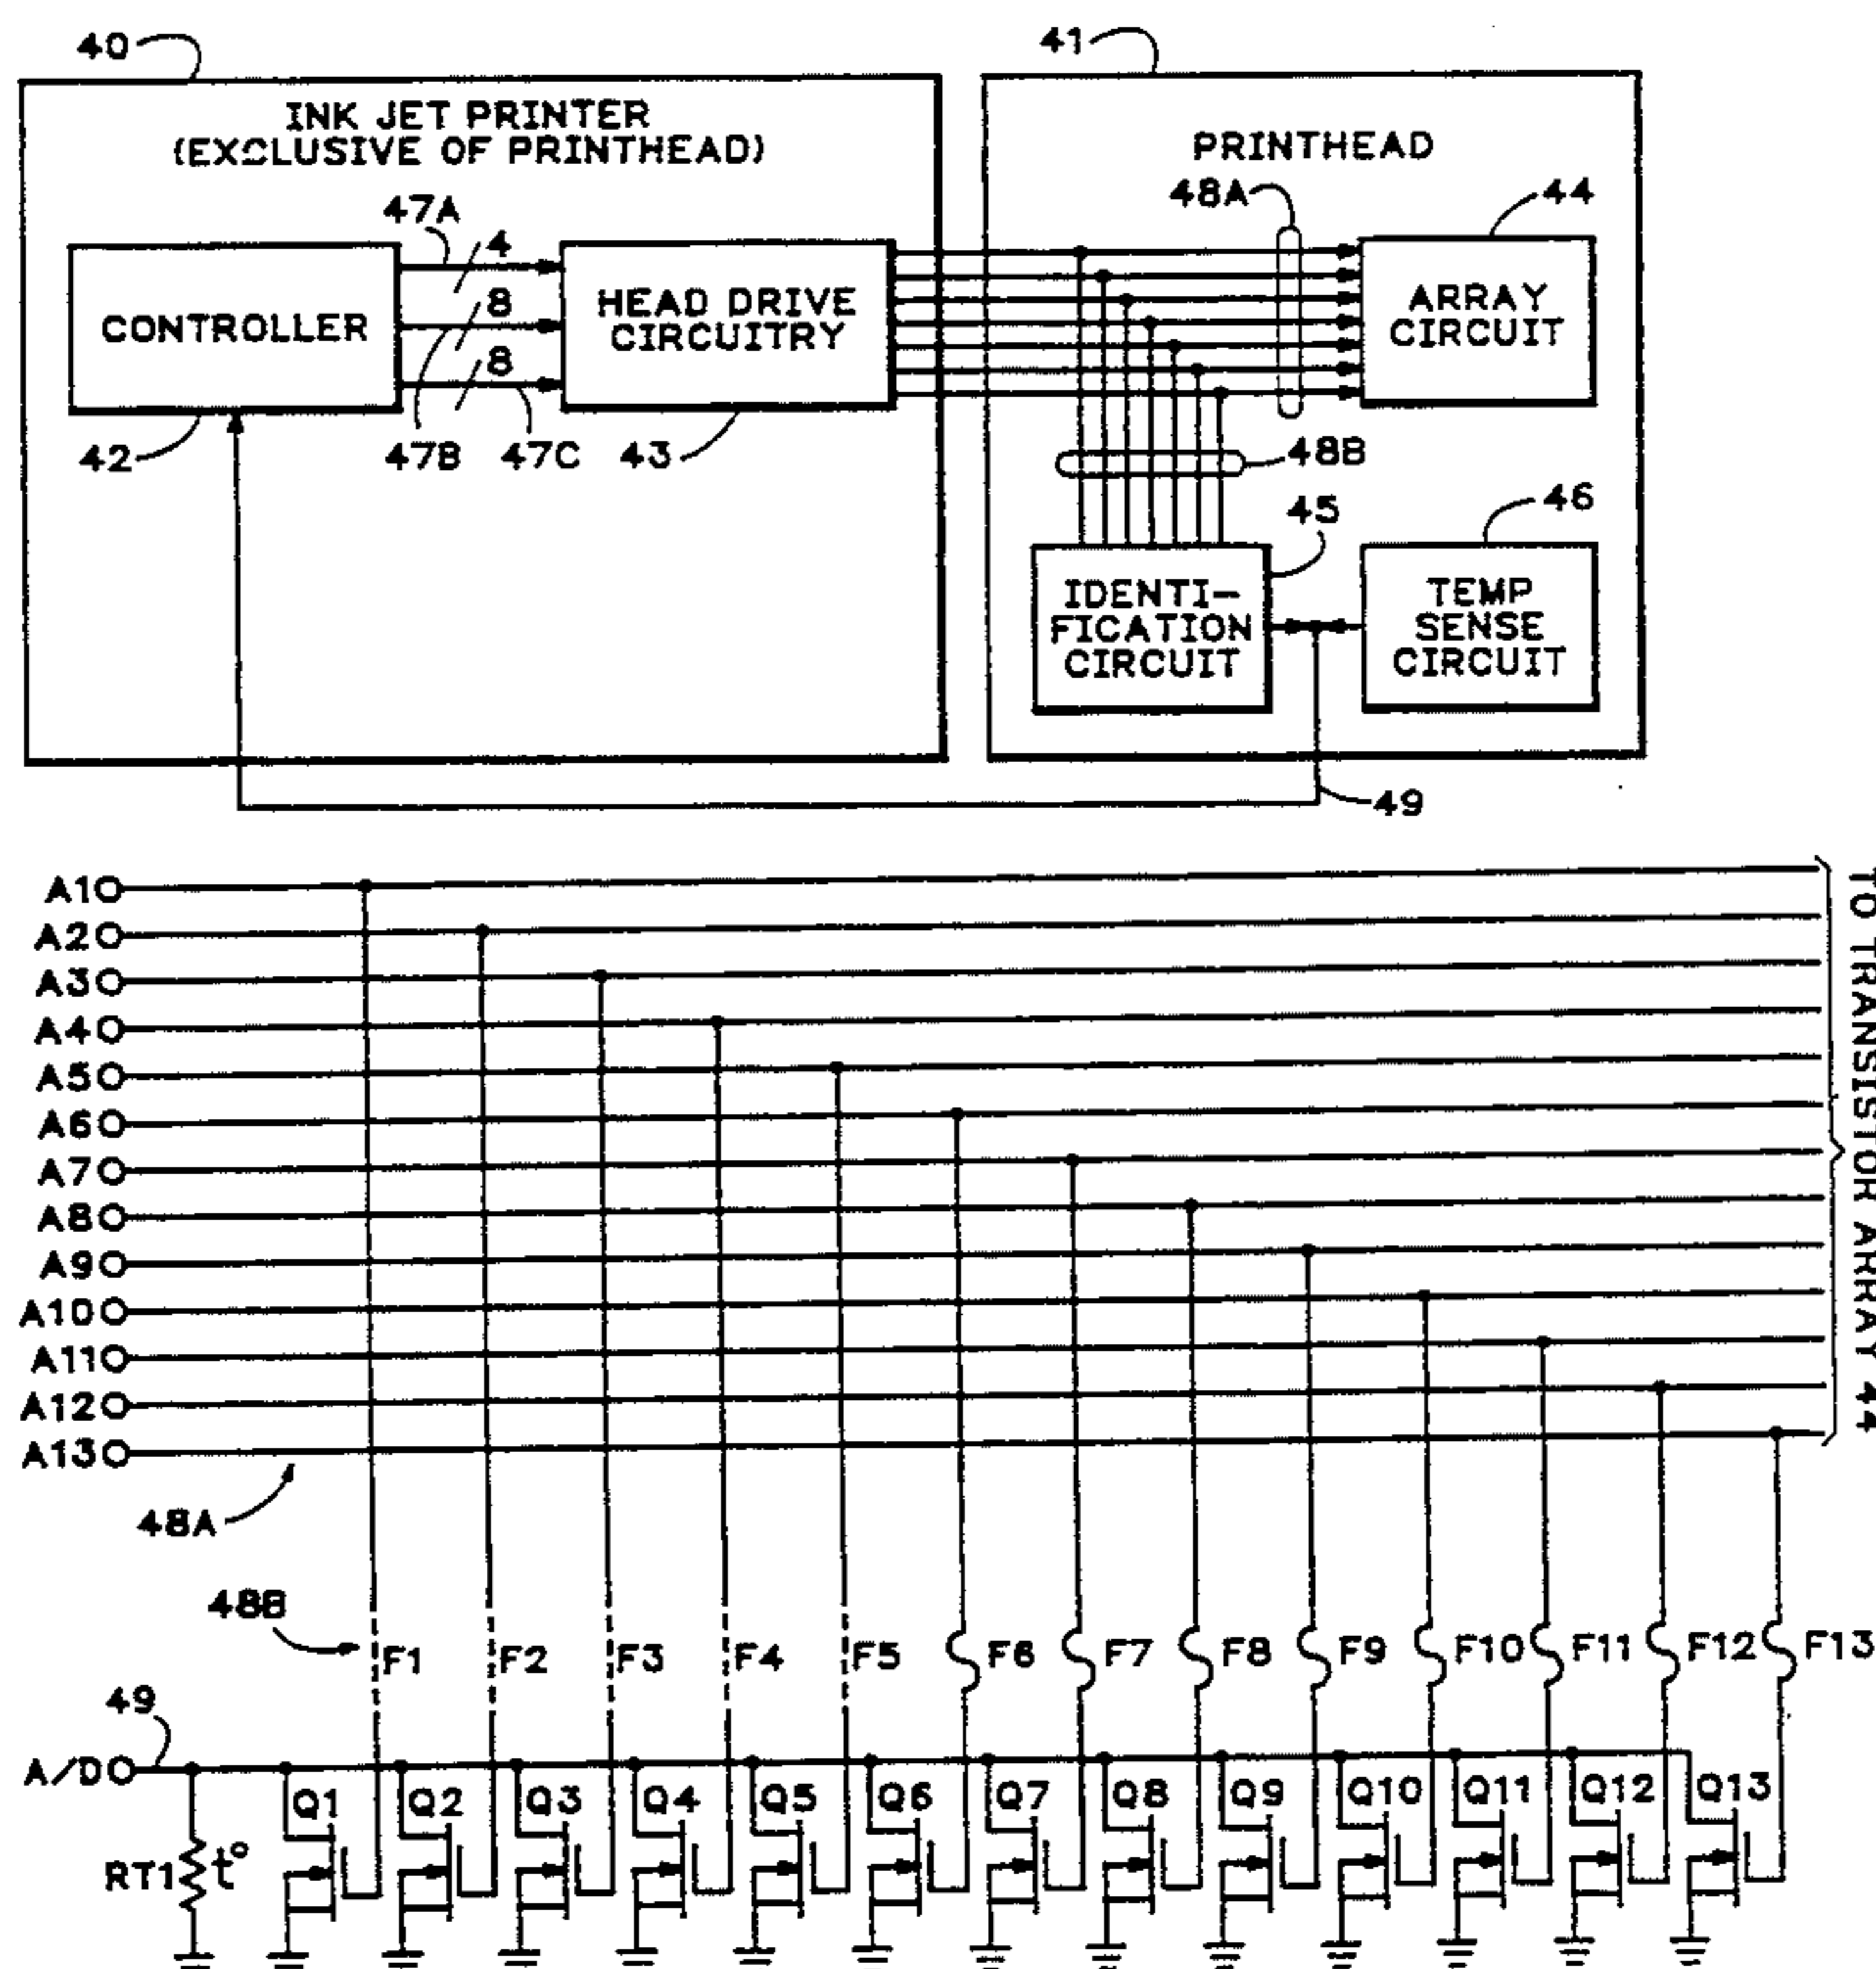 40
41
INK JET PRINTER
(EXCLUSIVE OF PRINTHEAD)
PRINTHEAD
47A
4
48A
44
CONTROLLER
8
8
HEAD DRIVE
CIRCUITRY
ARRAY
CIRCUIT
42
47B
47C
43
48B
45
46
IDENTI-
FICATION
CIRCUIT
TEMP
SENSE
CIRCUIT
49
A1
A2
A3
A4
A5
A6
A7
A8
A9
A10
A11
A12
A13
TO TRANSISTOR ARRAY 44
48A
48B
F1 F2 F3 F4 F5 F6 F7 F8 F9 F10 F11 F12 F13
49
A/D
Q1 Q2 Q3 Q4 Q5 Q6 Q7 Q8 Q9 Q10 Q11 Q12 Q13
RT1 t°